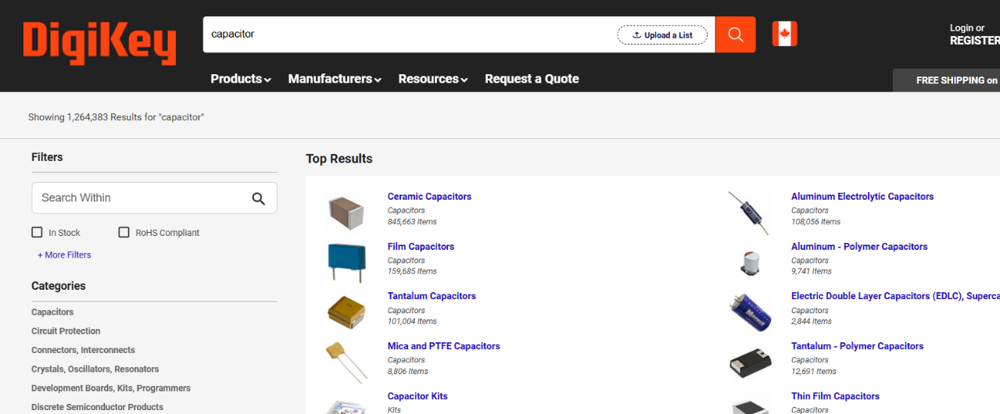 DigiKey
capacitor
Upload a List
Login or
REGISTER
Products
Manufacturers
Resources
Request a Quote
FREE SHIPPING on
Showing 1,264,383 Results for "capacitor"
Filters
Search Within
In Stock
RoHS Compliant
+ More Filters
Categories
Capacitors
Circuit Protection
Connectors, Interconnects
Crystals, Oscillators, Resonators
Development Boards, Kits, Programmers
Discrete Semiconductor Products
Top Results
Ceramic Capacitors
Capacitors
845,663 Items
Aluminum Electrolytic Capacitors
Capacitors
108,056 Items
Film Capacitors
Capacitors
159,685 Items
Aluminum - Polymer Capacitors
Capacitors
9,741 Items
Tantalum Capacitors
Capacitors
101,004 Items
Electric Double Layer Capacitors (EDLC), Superca
Capacitors
2,844 Items
Mica and PTFE Capacitors
Capacitors
8,806 Items
Tantalum - Polymer Capacitors
Capacitors
12,691 Items
Capacitor Kits
Kits
Thin Film Capacitors
Capacitors